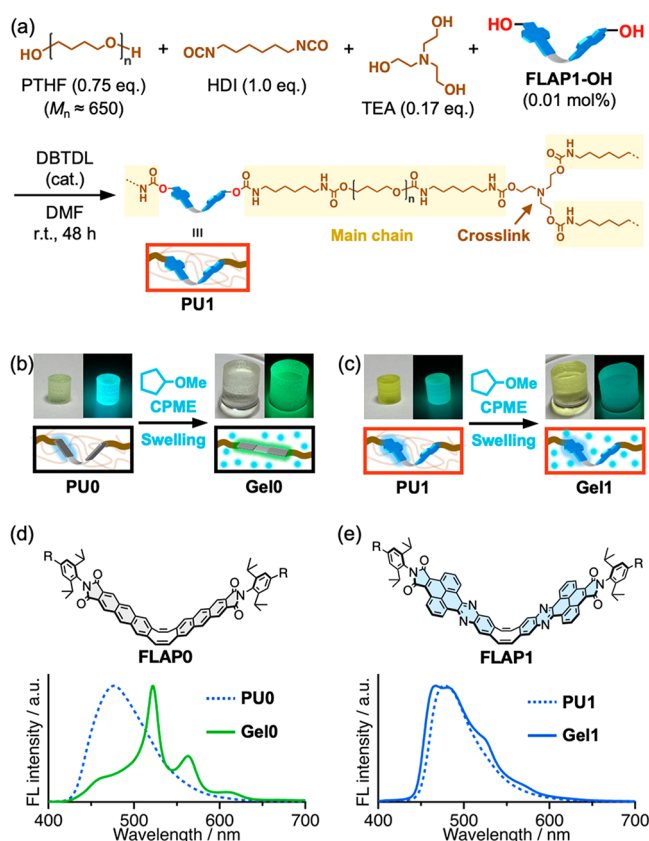 (a)
HO O H n + OCN NCO + HO OH N OH + HO OH
PTHF (0.75 eq.) HDI (1.0 eq.) TEA (0.17 eq.) FLAP1-OH
(Mn ≈ 650) (0.01 mol%)
DBTDL
(cat.)
DMF
r.t., 48 h
Main chain
Crosslink
PU1
(b)
OMe
CPME
Swelling
PU0 Gel0
(c)
OMe
CPME
Swelling
PU1 Gel1
(d)
R N O O O O N R
FLAP0
PU0
Gel0
FL intensity / a.u.
400 500 600 700
Wavelength / nm
(e)
R N O O N N N N O O N R
FLAP1
PU1
Gel1
FL intensity / a.u.
400 500 600 700
Wavelength / nm